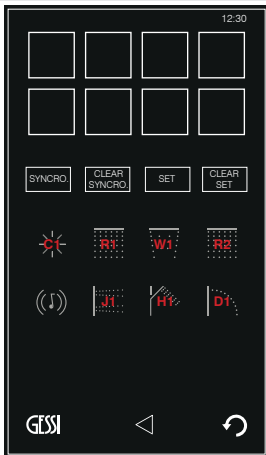 12:30
SYNCRO. CLEAR SYNCRO. SET CLEAR SET
C1 R1 W1 R2
J1 H1 D1
GESSI